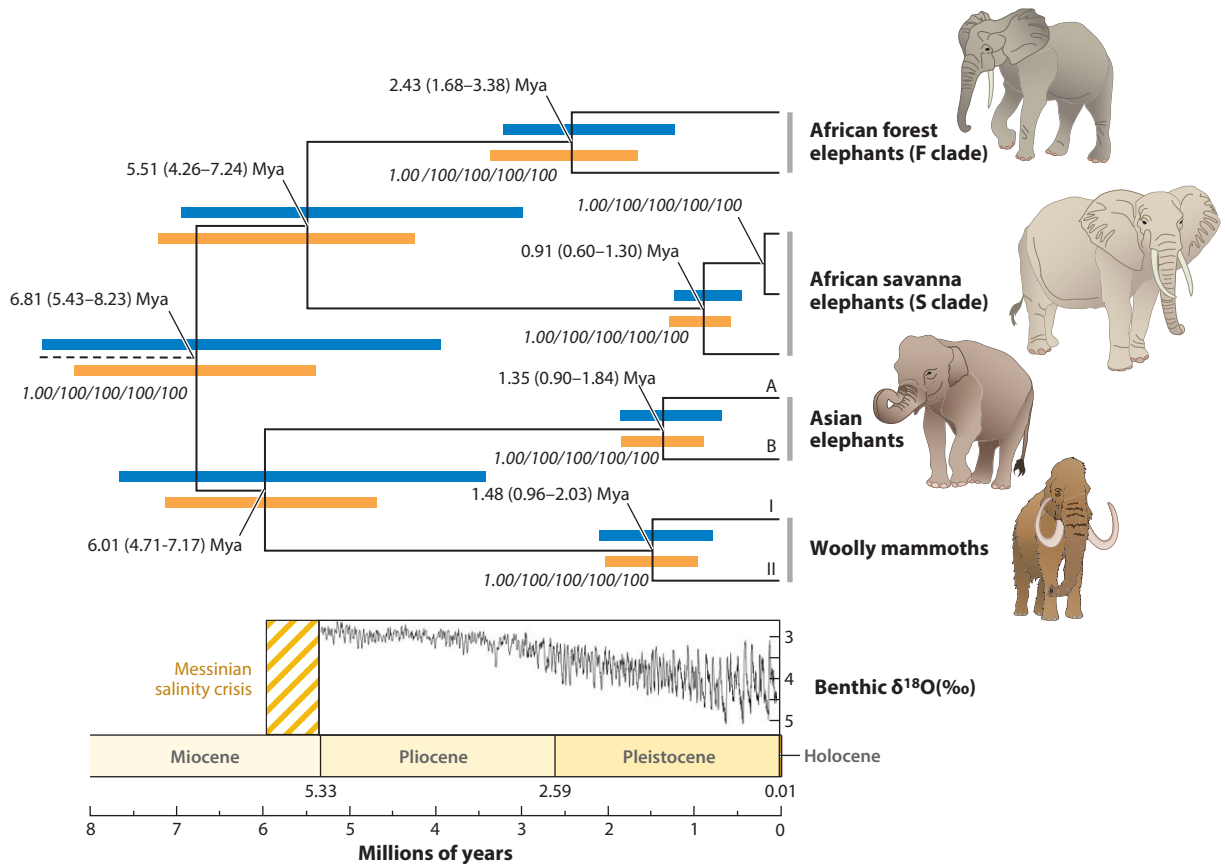 2.43 (1.68–3.38) Mya
African forest
elephants (F clade)
5.51 (4.26–7.24) Mya
1.00 /100/100/100/100
1.00/100/100/100/100
0.91 (0.60–1.30) Mya
African savanna
elephants (S clade)
6.81 (5.43–8.23) Mya
1.00/100/100/100/100
1.00/100/100/100/100
1.35 (0.90–1.84) Mya
A
Asian
elephants
B
1.00/100/100/100/100
1.48 (0.96–2.03) Mya
I
6.01 (4.71-7.17) Mya
Woolly mammoths
1.00/100/100/100/100
II
3
Messinian
salinity crisis
4
Benthic δ¹⁸O(‰)
5
Miocene
Pliocene
Pleistocene
Holocene
5.33
2.59
0.01
8 7 6 5 4 3 2 1 0
Millions of years